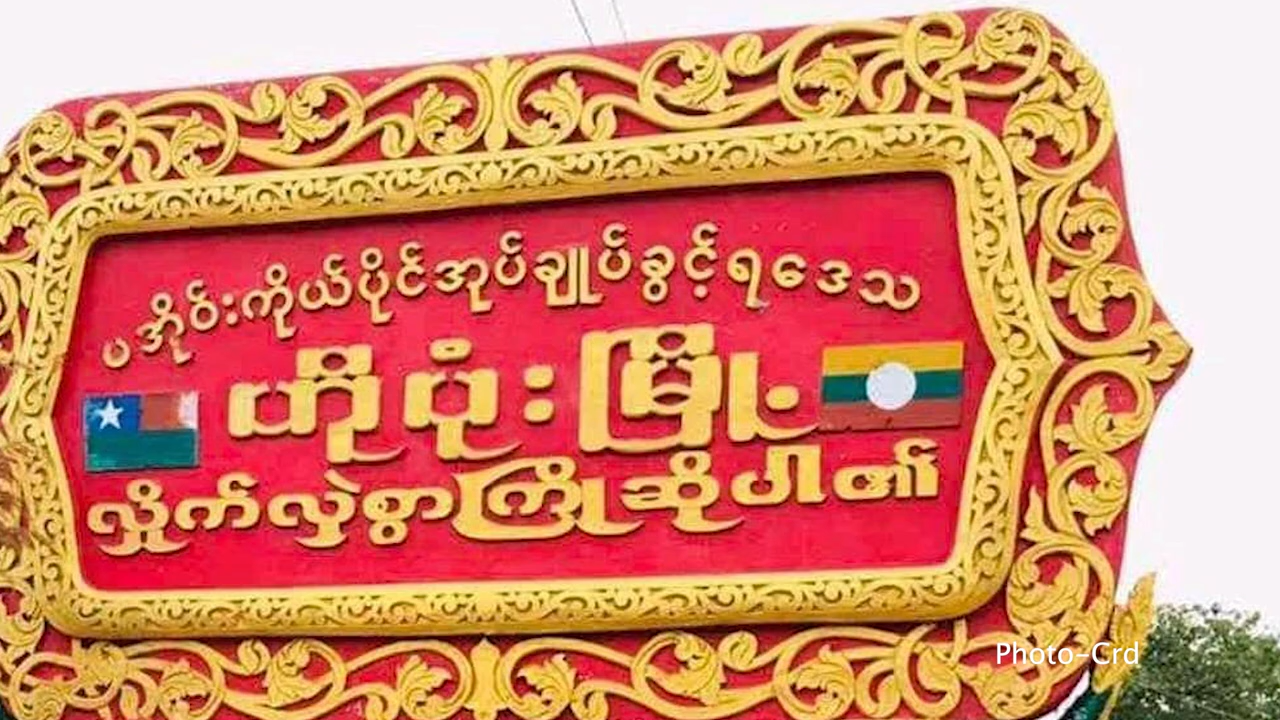 ပအိုဝ်းကိုယ်ပိုင်အုပ်ချုပ်ခွင့်ရဒေသ
ဟိုပုံးမြို့မှ
လှိုက်လှဲစွာကြိုဆိုပါ၏
Photo-Crd